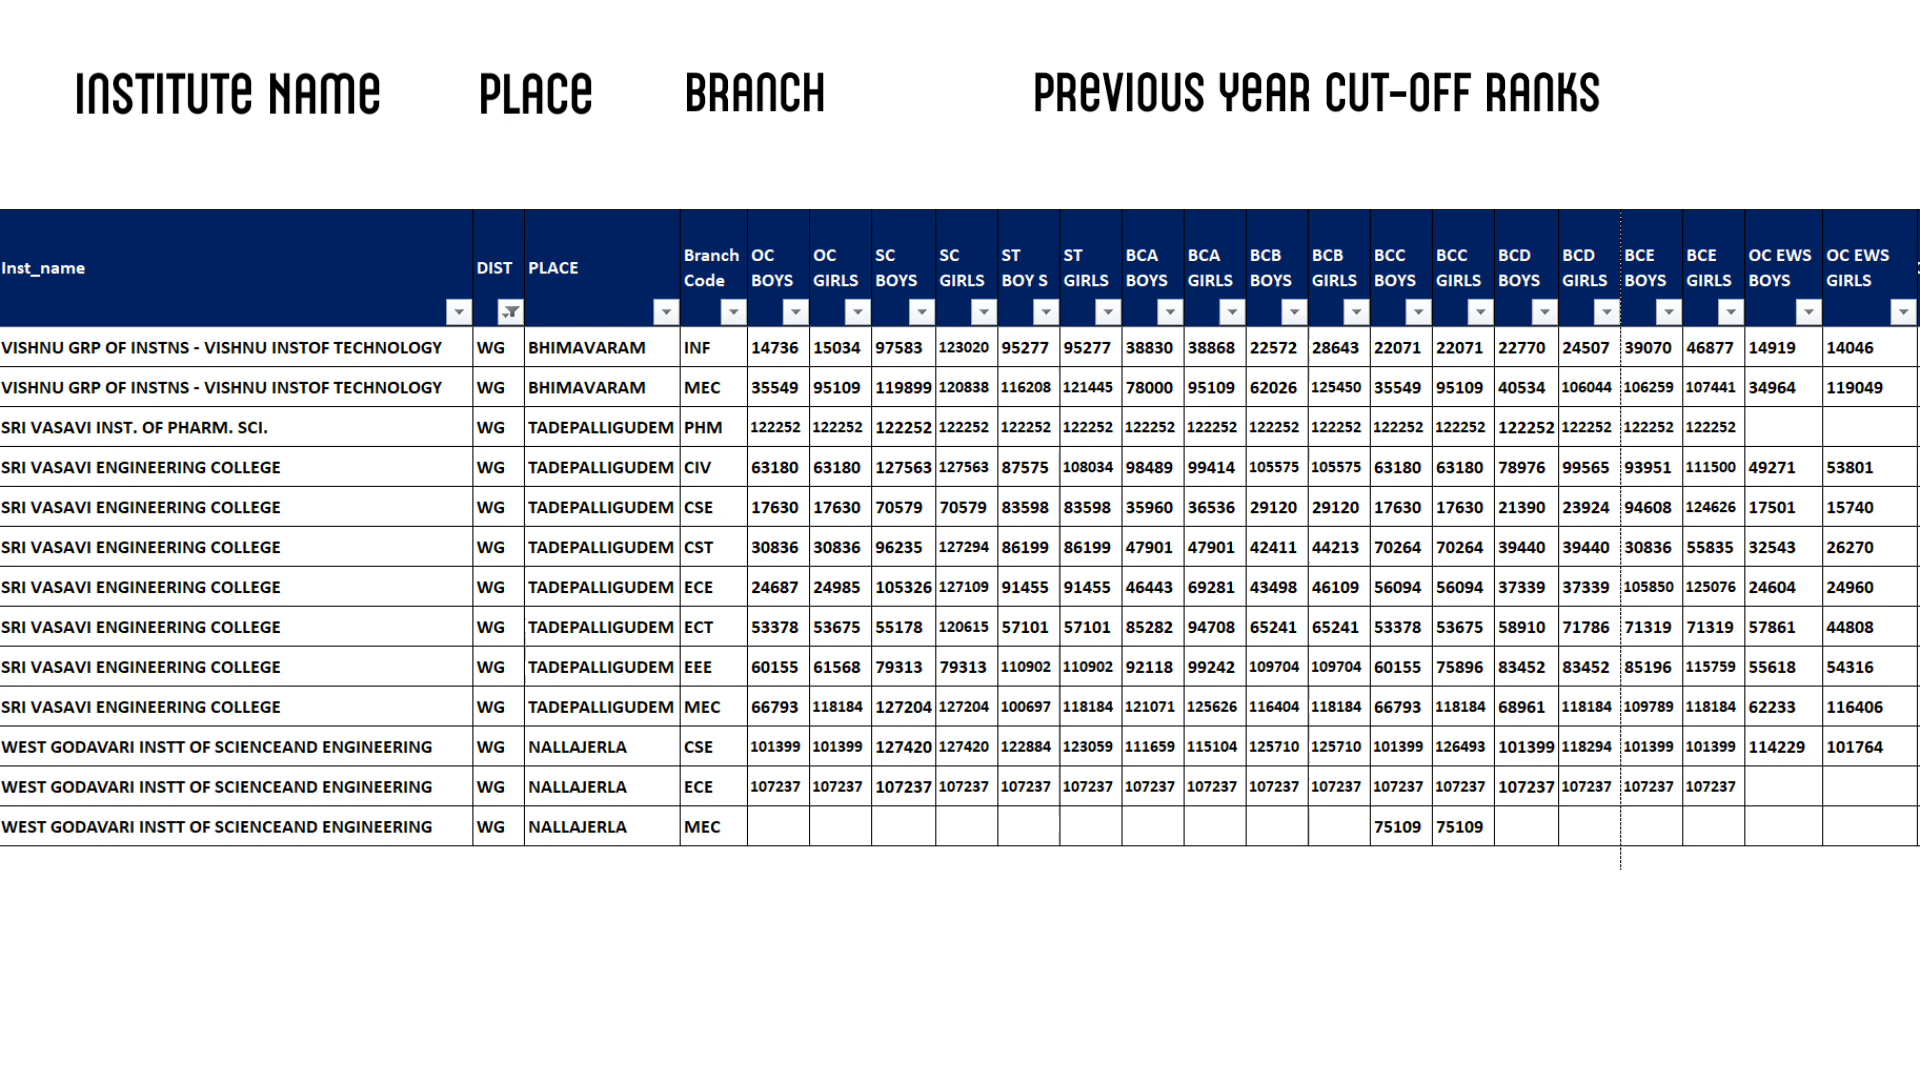 INSTITUTE NAME PLACE BRANCH PREVIOUS YEAR CUT-OFF RANKS
Inst_name DIST PLACE Branch Code OC BOYS OC GIRLS SC BOYS SC GIRLS ST BOY S ST GIRLS BCA BOYS BCA GIRLS BCB BOYS BCB GIRLS BCC BOYS BCC GIRLS BCD BOYS BCD GIRLS BCE BOYS BCE GIRLS OC EWS BOYS OC EWS GIRLS
VISHNU GRP OF INSTNS - VISHNU INSTOF TECHNOLOGY WG BHIMAVARAM INF 14736 15034 97583 123020 95277 95277 38830 38868 22572 28643 22071 22071 22770 24507 39070 46877 14919 14046
VISHNU GRP OF INSTNS - VISHNU INSTOF TECHNOLOGY WG BHIMAVARAM MEC 35549 95109 119899 120838 116208 121445 78000 95109 62026 125450 35549 95109 40534 106044 106259 107441 34964 119049
SRI VASAVI INST. OF PHARM. SCI. WG TADEPALLIGUDEM PHM 122252 122252 122252 122252 122252 122252 122252 122252 122252 122252 122252 122252 122252 122252 122252 122252
SRI VASAVI ENGINEERING COLLEGE WG TADEPALLIGUDEM CIV 63180 63180 127563 127563 87575 108034 98489 99414 105575 105575 63180 63180 78976 99565 93951 111500 49271 53801
SRI VASAVI ENGINEERING COLLEGE WG TADEPALLIGUDEM CSE 17630 17630 70579 70579 83598 83598 35960 36536 29120 29120 17630 17630 21390 23924 94608 124626 17501 15740
SRI VASAVI ENGINEERING COLLEGE WG TADEPALLIGUDEM CST 30836 30836 96235 127294 86199 86199 47901 47901 42411 44213 70264 70264 39440 39440 30836 55835 32543 26270
SRI VASAVI ENGINEERING COLLEGE WG TADEPALLIGUDEM ECE 24687 24985 105326 127109 91455 91455 46443 69281 43498 46109 56094 56094 37339 37339 105850 125076 24604 24960
SRI VASAVI ENGINEERING COLLEGE WG TADEPALLIGUDEM ECT 53378 53675 55178 120615 57101 57101 85282 94708 65241 65241 53378 53675 58910 71786 71319 71319 57861 44808
SRI VASAVI ENGINEERING COLLEGE WG TADEPALLIGUDEM EEE 60155 61568 79313 79313 110902 110902 92118 99242 109704 109704 60155 75896 83452 83452 85196 115759 55618 54316
SRI VASAVI ENGINEERING COLLEGE WG TADEPALLIGUDEM MEC 66793 118184 127204 127204 100697 118184 121071 125626 116404 118184 66793 118184 68961 118184 109789 118184 62233 116406
WEST GODAVARI INSTT OF SCIENCEAND ENGINEERING WG NALLAJERLA CSE 101399 101399 127420 127420 122884 123059 111659 115104 125710 125710 101399 126493 101399 118294 101399 101399 114229 101764
WEST GODAVARI INSTT OF SCIENCEAND ENGINEERING WG NALLAJERLA ECE 107237 107237 107237 107237 107237 107237 107237 107237 107237 107237 107237 107237 107237 107237 107237 107237
WEST GODAVARI INSTT OF SCIENCEAND ENGINEERING WG NALLAJERLA MEC 75109 75109